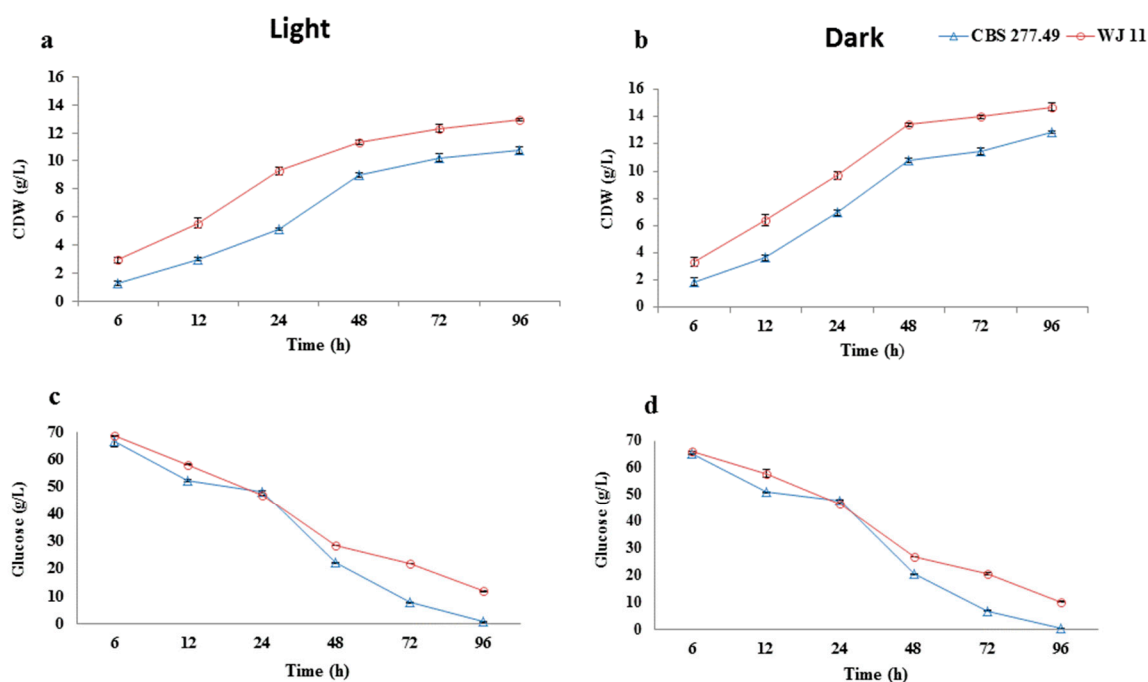 Light
Dark
CBS 277.49
WJ 11
a
CDW (g/L)
16
14
12
10
8
6
4
2
0
6 12 24 48 72 96
Time (h)
b
CDW (g/L)
16
14
12
10
8
6
4
2
0
6 12 24 48 72 96
Time (h)
c
Glucose (g/L)
70
60
50
40
30
20
10
0
6 12 24 48 72 96
Time (h)
d
Glucose (g/L)
70
60
50
40
30
20
10
0
6 12 24 48 72 96
Time (h)